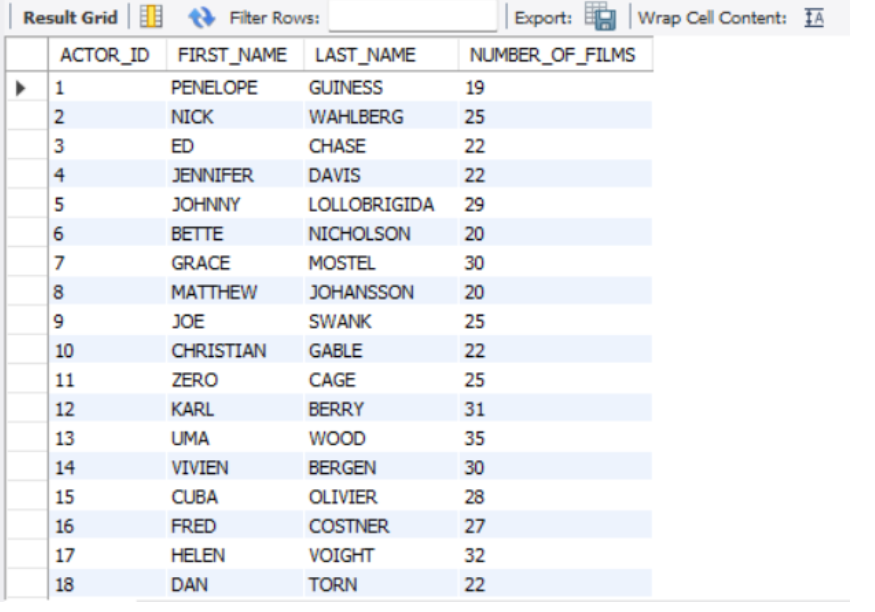 Result Grid Filter Rows: Export: Wrap Cell Content: IA
ACTOR_ID FIRST_NAME LAST_NAME NUMBER_OF_FILMS
1 PENELOPE GUINESS 19
2 NICK WAHLBERG 25
3 ED CHASE 22
4 JENNIFER DAVIS 22
5 JOHNNY LOLLOBRIGIDA 29
6 BETTE NICHOLSON 20
7 GRACE MOSTEL 30
8 MATTHEW JOHANSSON 20
9 JOE SWANK 25
10 CHRISTIAN GABLE 22
11 ZERO CAGE 25
12 KARL BERRY 31
13 UMA WOOD 35
14 VIVIEN BERGEN 30
15 CUBA OLIVIER 28
16 FRED COSTNER 27
17 HELEN VOIGHT 32
18 DAN TORN 22